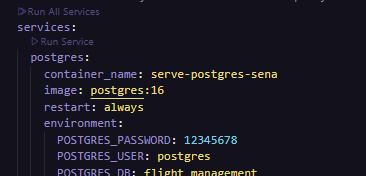 Run All Services
services:
Run Service
postgres:
container_name: serve-postgres-sena
image: postgres:16
restart: always
environment:
POSTGRES_PASSWORD: 12345678
POSTGRES_USER: postgres
POSTGRES_DB: flight_management